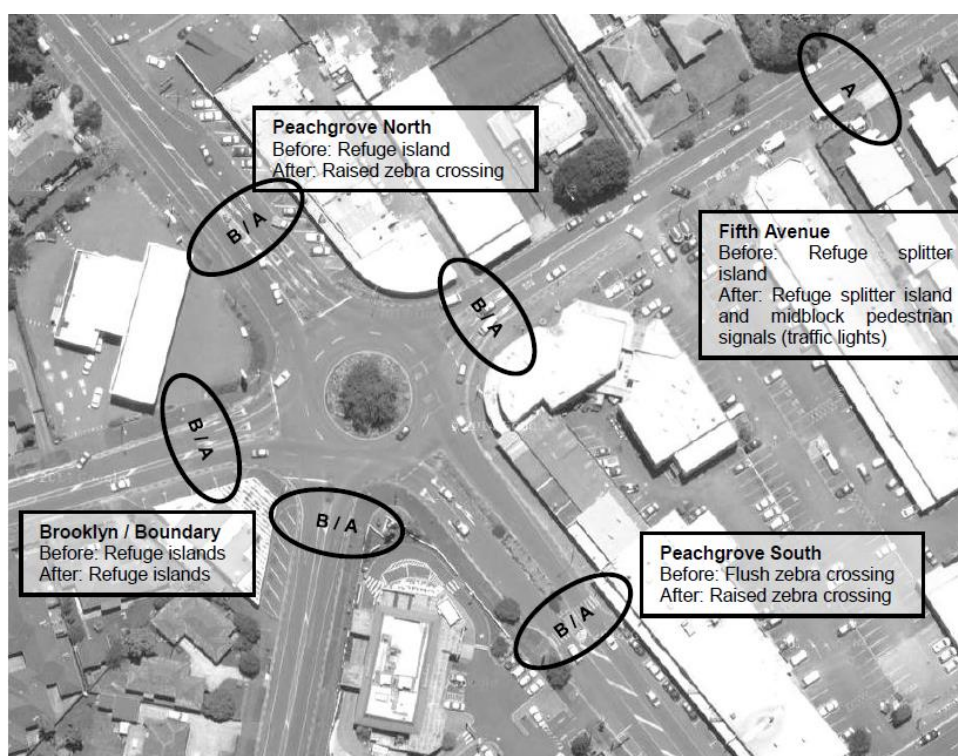 A
Peachgrove North
Before: Refuge island
After: Raised zebra crossing
B / A
Fifth Avenue
Before: Refuge splitter
island
After: Refuge splitter island
and midblock pedestrian
signals (traffic lights)
B / A
B / A
B / A
Brooklyn / Boundary
Before: Refuge islands
After: Refuge islands
Peachgrove South
Before: Flush zebra crossing
After: Raised zebra crossing
B / A